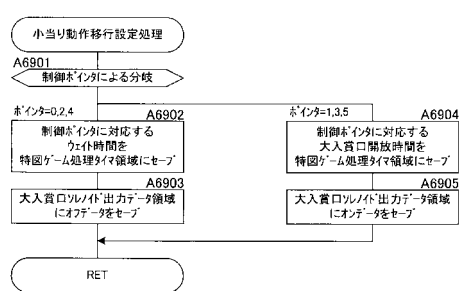 小当り動作移行設定処理
A6901
制御ポインタによる分岐
ポインタ=0,2,4
A6902
制御ポインタに対応する
ウェイト時間を
特図ゲーム処理タイマ領域にセーブ
A6903
大入賞口ソレノイド出力データ領域
にオフデータをセーブ
ポインタ=1,3,5
A6904
制御ポインタに対応する
大入賞口開放時間を
特図ゲーム処理タイマ領域にセーブ
A6905
大入賞口ソレノイド出力データ領域
にオンデータをセーブ
RET